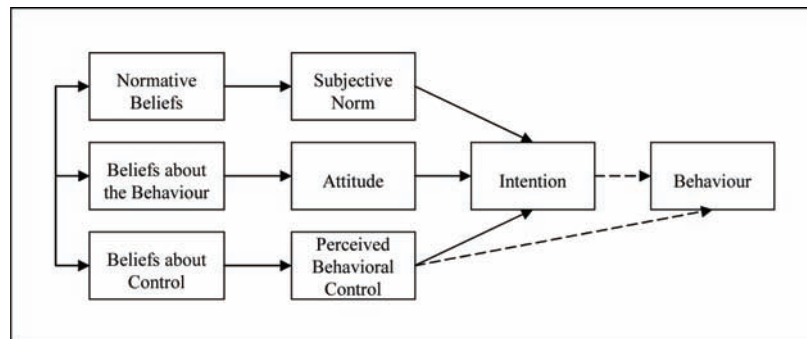 Normative
Beliefs
Subjective
Norm
Beliefs about
the Behaviour
Attitude
Intention
Behaviour
Beliefs about
Control
Perceived
Behavioral
Control